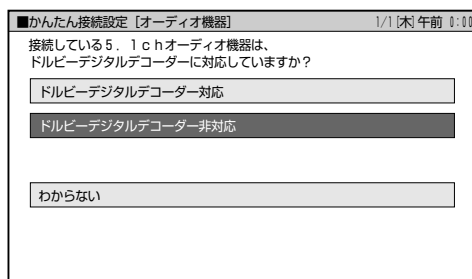 ■かんたん接続設定［オーディオ機器］ 1/1[木]午前 0:00
接続している５．１ｃｈオーディオ機器は、
ドルビーデジタルデコーダーに対応していますか？
ドルビーデジタルデコーダー対応
ドルビーデジタルデコーダー非対応
わからない